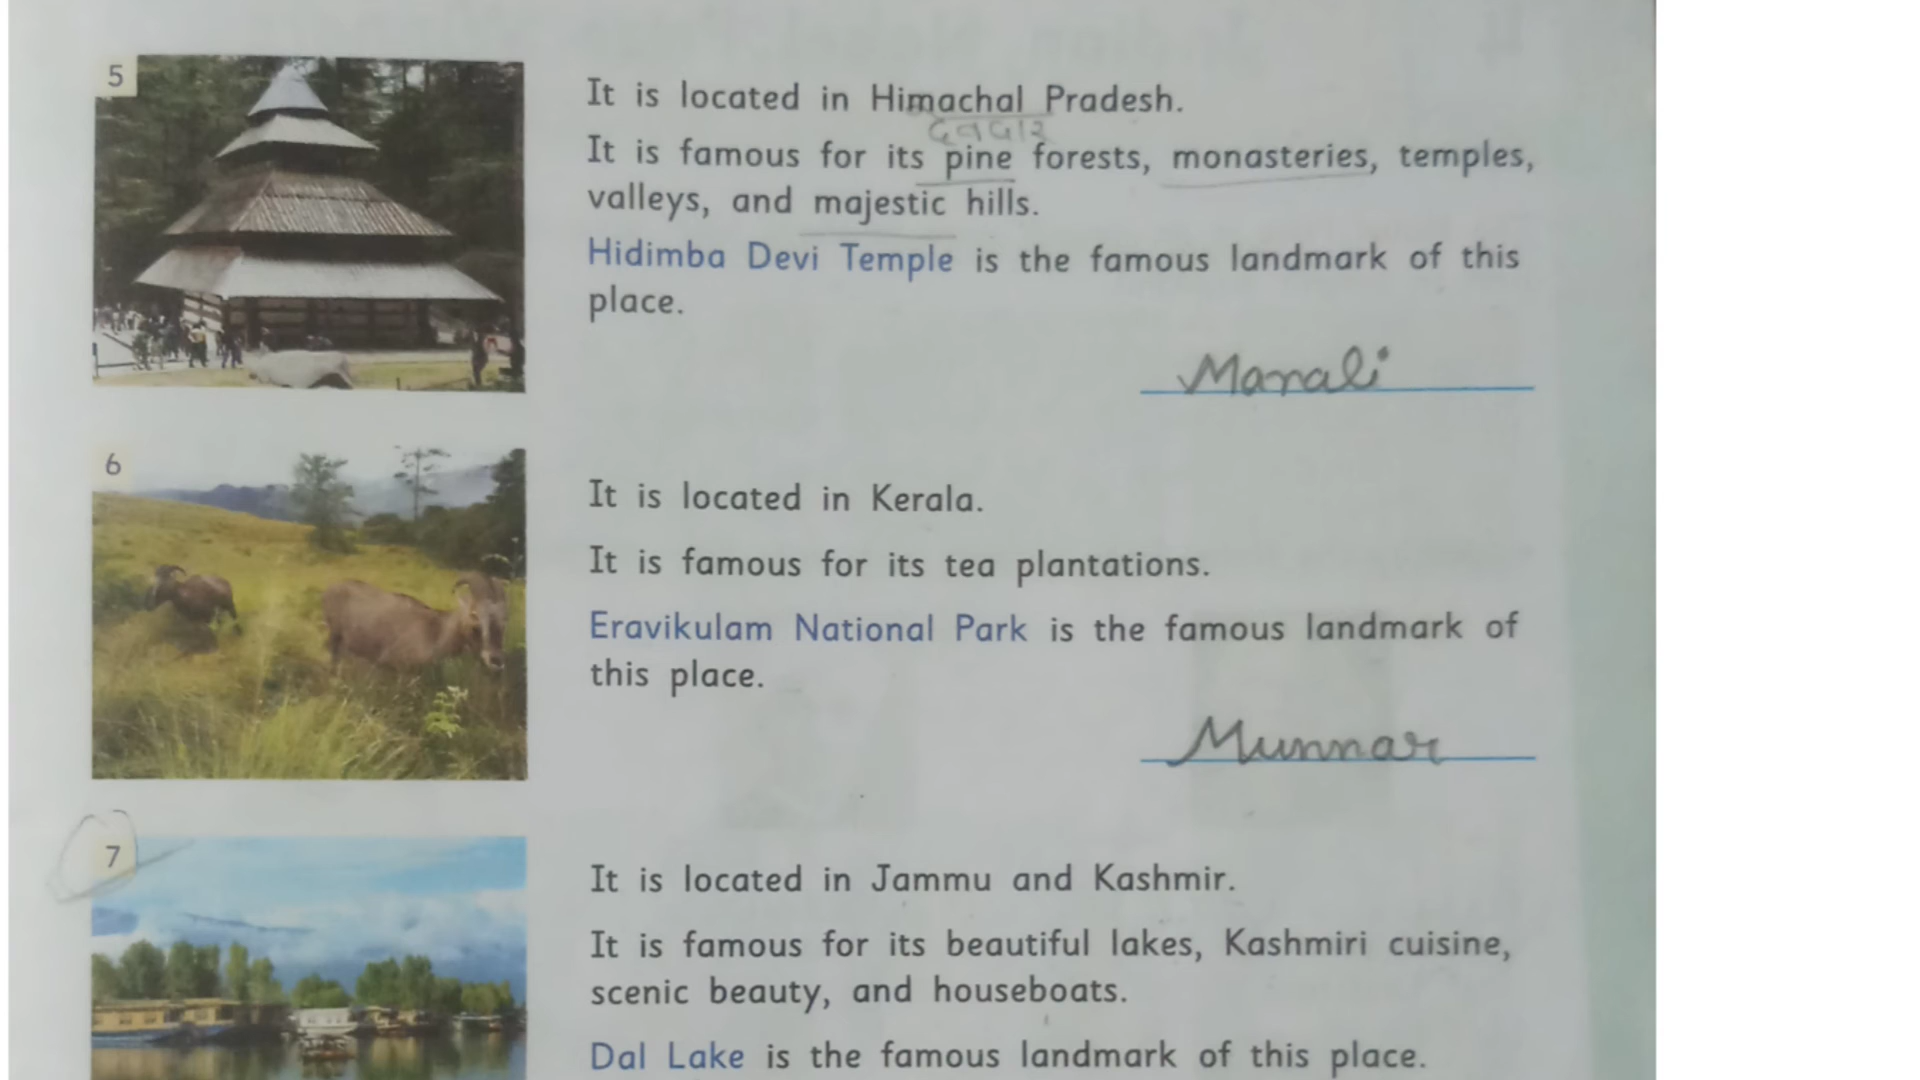 5
It is located in Himachal Pradesh.
देवदार
It is famous for its pine forests, monasteries, temples,
valleys, and majestic hills.
Hidimba Devi Temple is the famous landmark of this
place.
Manali
6
It is located in Kerala.
It is famous for its tea plantations.
Eravikulam National Park is the famous landmark of
this place.
Munnar
7
It is located in Jammu and Kashmir.
It is famous for its beautiful lakes, Kashmiri cuisine,
scenic beauty, and houseboats.
Dal Lake is the famous landmark of this place.